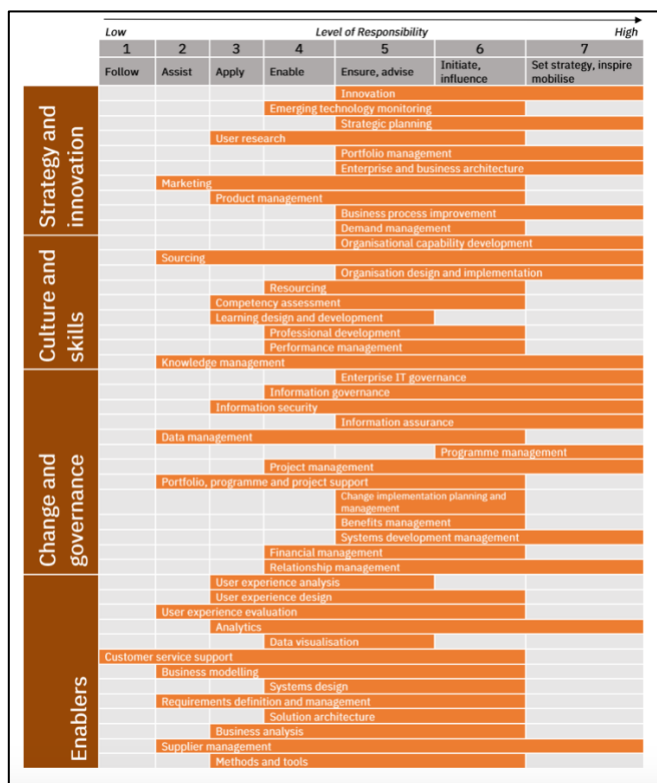 Low Level of Responsibility High
1 2 3 4 5 6 7
Follow Assist Apply Enable Ensure, advise Initiate, influence Set strategy, inspire mobilise
Strategy and innovation
Innovation
Emerging technology monitoring
Strategic planning
User research
Portfolio management
Enterprise and business architecture
Marketing
Product management
Business process improvement
Demand management
Culture and skills
Organisational capability development
Sourcing
Organisation design and implementation
Resourcing
Competency assessment
Learning design and development
Professional development
Performance management
Knowledge management
Change and governance
Enterprise IT governance
Information governance
Information security
Information assurance
Data management
Programme management
Project management
Portfolio, programme and project support
Change implementation planning and
management
Benefits management
Systems development management
Financial management
Relationship management
Enablers
User experience analysis
User experience design
User experience evaluation
Analytics
Data visualisation
Customer service support
Business modelling
Systems design
Requirements definition and management
Solution architecture
Business analysis
Supplier management
Methods and tools